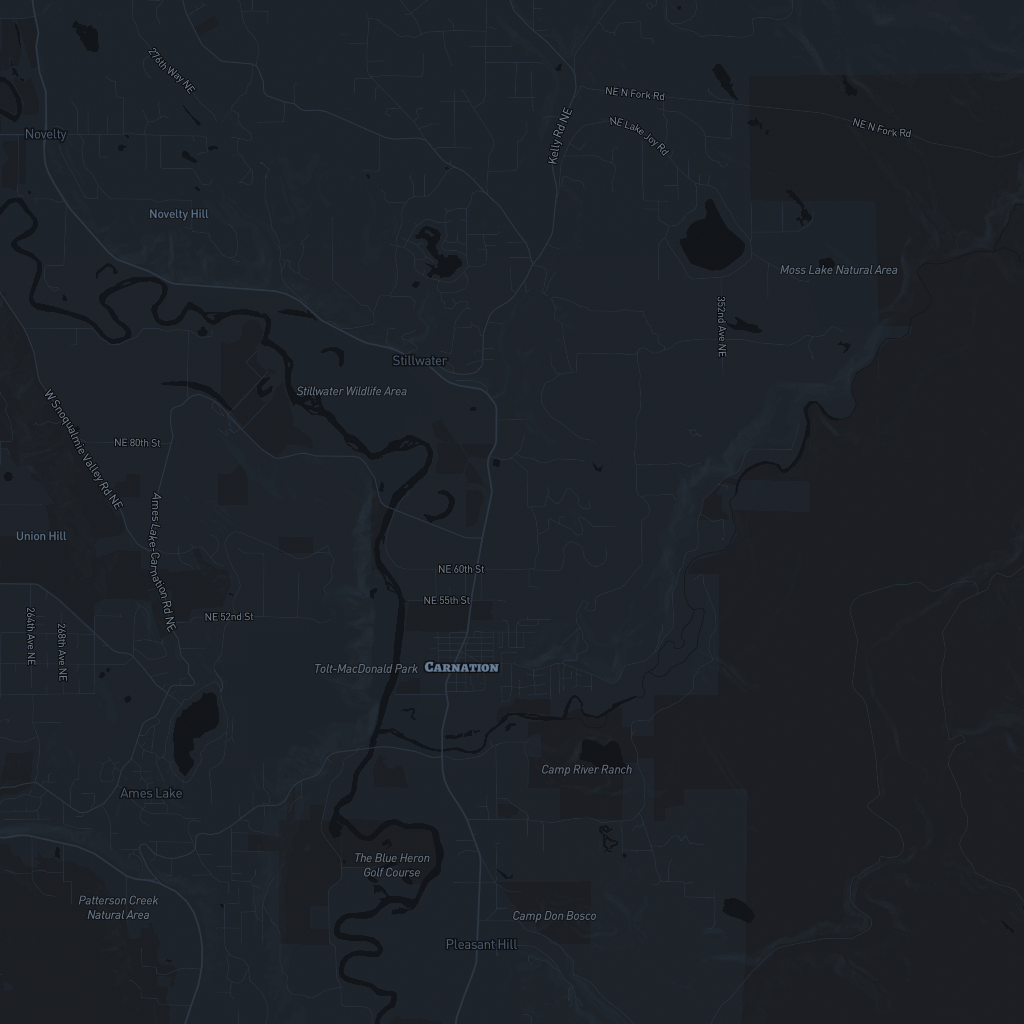 276th Way NE
NE N Fork Rd
NE Lake Joy Rd
NE N Fork Rd
Kelly Rd NE
Novelty
Novelty Hill
Moss Lake Natural Area
352nd Ave NE
Stillwater
Stillwater Wildlife Area
W Snoqualmie Valley Rd NE
NE 80th St
Ames Lake-Carnation Rd NE
Union Hill
NE 60th St
NE 55th St
NE 52nd St
264th Ave NE
268th Ave NE
Tolt-MacDonald Park
Carnation
Camp River Ranch
Ames Lake
The Blue Heron
Golf Course
Patterson Creek
Natural Area
Camp Don Bosco
Pleasant Hill